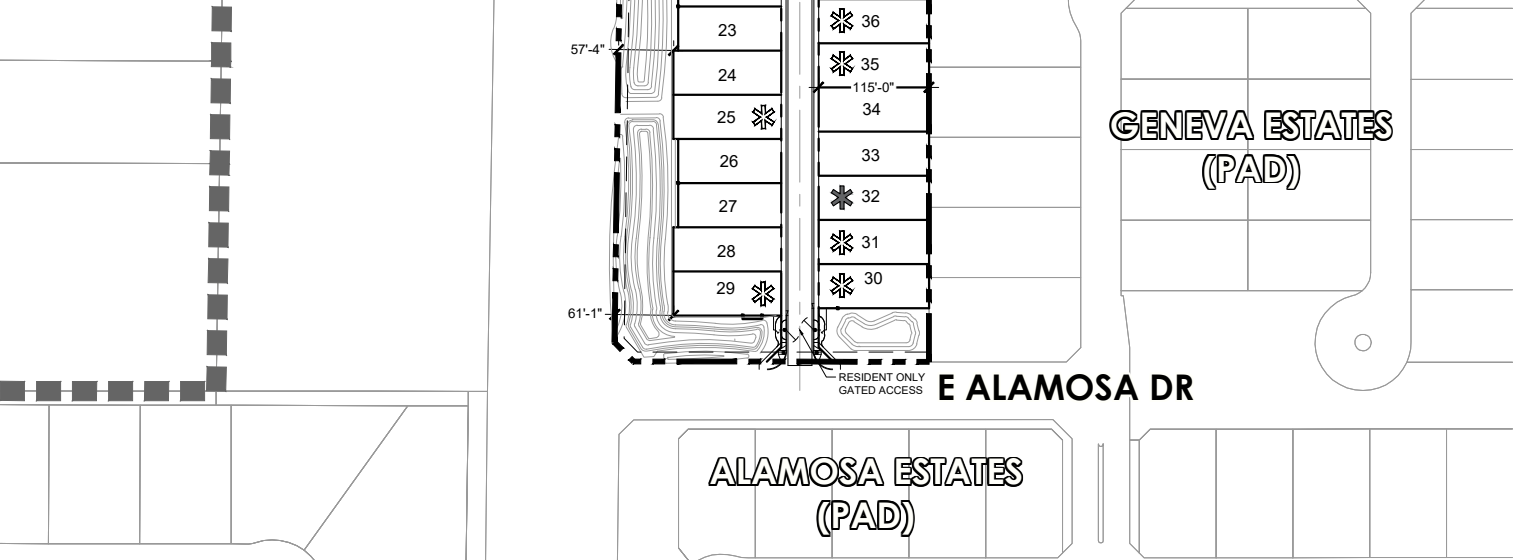 23
36
57'-4"
35
24
115'-0"
34
25
GENEVA ESTATES
(PAD)
33
26
32
27
31
28
30
29
61'-1"
RESIDENT ONLY
GATED ACCESS
E ALAMOSA DR
ALAMOSA ESTATES
(PAD)